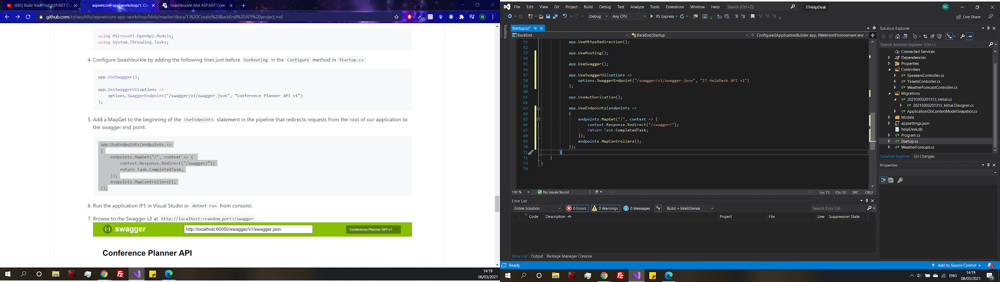 (683) Build Your First ASP.NET Co
aspnetcore-app-workshop/1. Cre
Swashbuckle And ASP.NET Core
github.com/csharpfritz/aspnetcore-app-workshop/blob/master/docs/1.%20Create%20BackEnd%20API%20project.md
using Microsoft.OpenApi.Models;
using System.Threading.Tasks;
4. Configure Swashbuckle by adding the following lines just before UseRouting in the Configure method in Startup.cs:
app.UseSwagger();
app.UseSwaggerUI(options =>
options.SwaggerEndpoint("/swagger/v1/swagger.json", "Conference Planner API v1")
);
5. Add a MapGet to the beginning of the UseEndpoints statement in the pipeline that redirects requests from the root of our application to
the swagger end point.
app.UseEndpoints(endpoints =>
{
endpoints.MapGet("/", context => {
context.Response.Redirect("/swagger/");
return Task.CompletedTask;
});
endpoints.MapControllers();
});
6. Run the application (F5 in Visual Studio or dotnet run from console).
7. Browse to the Swagger UI at http://localhost:<random_port>/swagger.
swagger
http://localhost:60050/swagger/v1/swagger.json
Conference Planner API v1
Conference Planner API
14:19
08/03/2021
File Edit View Git Project Build Debug Test Analyze Tools Extensions Window Help Search (Ctrl+Q) ITHelpDesk NC
Debug Any CPU IIS Express Live Share
Toolbox
Startup.cs*
BackEnd BackEnd.Startup Configure(IApplicationBuilder app, IWebHostEnvironment env
51 app.UseHttpsRedirection();
52
53 app.UseRouting();
54
55 app.UseSwagger();
56
57 app.UseSwaggerUI(options =>
58 options.SwaggerEndpoint("/swagger/v1/swagger.json", "IT HelpDesk API v1")
59 );
60
61 app.UseAuthorization();
62
63 app.UseEndpoints(endpoints =>
64 {
65 endpoints.MapGet("/", context => {
66 context.Response.Redirect("/swagger/");
67 return Task.CompletedTask;
68 });
69 endpoints.MapControllers();
70 });
71 }
72 }
73 }
74
100 % No issues found Ln: 71 Ch: 10 SPC CRLF
Error List
Entire Solution 0 Errors 0 Warnings 0 Messages Build + IntelliSense Search Error List
Code Description Project File Line Suppression State
Error List Output Package Manager Console
Ready Add to Source Control 1
Solution Explorer
Search Solution Explorer (Ctrl+;)
Connected Services
Dependencies
Properties
Controllers
C# SpeakersController.cs
C# TicketsController.cs
C# WeatherForecastController.cs
Migrations
C# 20210303201313_Initial.cs
C# 20210303201313_Initial.Designer.cs
C# ApplicationDbContextModelSnapshot.cs
Models
appsettings.json
helpDesk.db
C# Program.cs
C# Startup.cs
C# WeatherForecast.cs
Solution Explorer Git Changes
Properties
ENG
14:19
08/03/2021
15